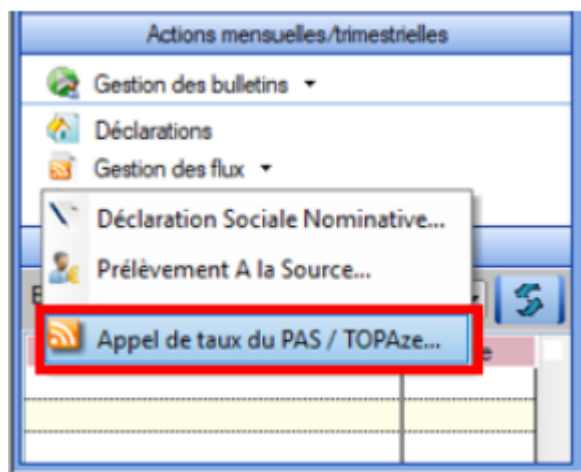 Actions mensuelles/trimestrielles
Gestion des bulletins
Déclarations
Gestion des flux
Déclaration Sociale Nominative...
Prélèvement A la Source...
Appel de taux du PAS / TOPAze...